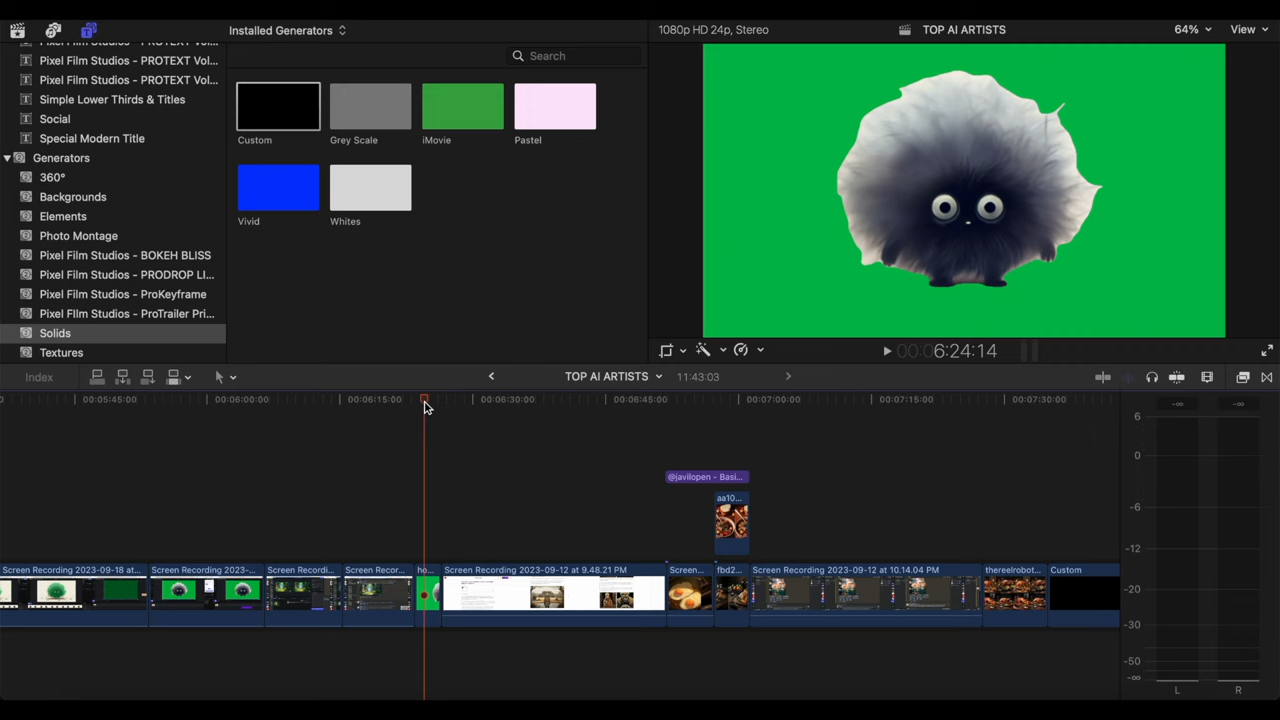 Installed Generators
1080p HD 24p, Stereo
TOP AI ARTISTS
64%
View
Pixel Film Studios - PROTEXT Vol...
Search
Pixel Film Studios - PROTEXT Vol...
Pixel Film Studios - PROTEXT Vol...
Simple Lower Thirds & Titles
Social
Special Modern Title
Generators
360°
Backgrounds
Elements
Photo Montage
Pixel Film Studios - BOKEH BLISS
Pixel Film Studios - PRODROP LI...
Pixel Film Studios - ProKeyframe
Pixel FIlm Studios - ProTrailer Pri...
Solids
Textures
Custom
Grey Scale
iMovie
Pastel
Vivid
Whites
00:00:6:24:14
Index
TOP AI ARTISTS
11:43:03
00:05:45:00
00:06:00:00
00:06:15:00
00:06:30:00
00:06:45:00
00:07:00:00
00:07:15:00
00:07:30:00
@javilopen - Basi...
aa10...
Screen Recording 2023-09-18 at...
Screen Recording 2023-...
Screen Recordi...
Screen Recor...
ho...
Screen Recording 2023-09-12 at 9.48.21 PM
Screen...
fbd2...
Screen Recording 2023-09-12 at 10.14.04 PM
thereelrobot...
Custom
-∞
-∞
6
0
-6
-12
-20
-30
-50
-∞
L
R